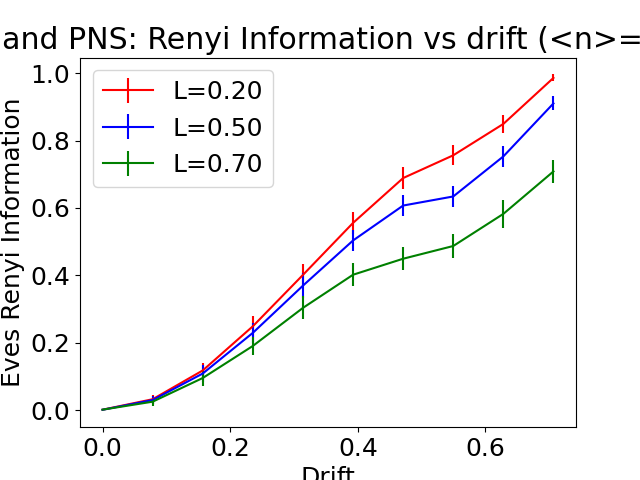 and PNS: Renyi Information vs drift (<n>=
L=0.20
L=0.50
L=0.70
Eves Renyi Information
1.0
0.8
0.6
0.4
0.2
0.0
0.0 0.2 0.4 0.6
Drift